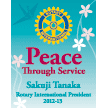 Peace
Through Service
Sakuji Tanaka
Rotary International President
2012-13